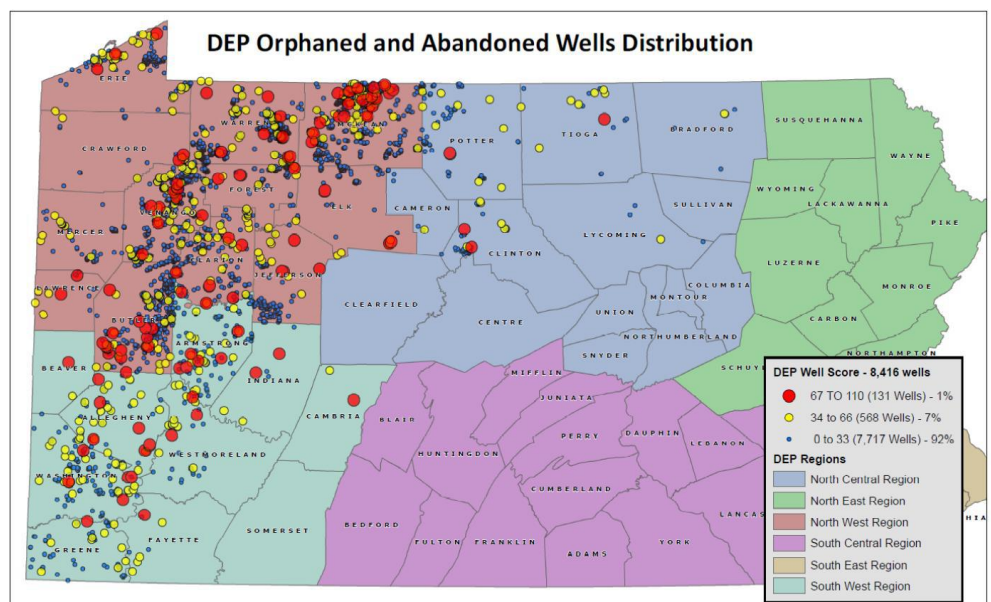 DEP Orphaned and Abandoned Wells Distribution
ERIE
WARREN
MCKEAN
SUSQUEHANNA
CRAWFORD
POTTER
TIOGA
BRADFORD
WAYNE
FOREST
ELK
CAMERON
SULLIVAN
WYOMING
LACKAWANNA
VENANGO
PIKE
MERCER
CLINTON
LYCOMING
CLARION
LUZERNE
LAWRENCE
JEFFERSON
CLEARFIELD
COLUMBIA
MONROE
MONTOUR
UNION
BUTLER
CENTRE
CARBON
ARMSTRONG
NORTHUMBERLAND
SNYDER
NORTHAMPTON
BEAVER
INDIANA
MIFFLIN
SCHUY
JUNIATA
ALLEGHENY
CAMBRIA
BLAIR
PERRY
DAUPHIN
LEBANON
WESTMORELAND
HUNTINGDON
WASHINGTON
CUMBERLAND
LANCAS
SOMERSET
BEDFORD
FAYETTE
FULTON
FRANKLIN
YORK
GREENE
ADAMS
HIA
DEP Well Score - 8,416 wells
67 TO 110 (131 Wells) - 1%
34 to 66 (568 Wells) - 7%
0 to 33 (7,717 Wells) - 92%
DEP Regions
North Central Region
North East Region
North West Region
South Central Region
South East Region
South West Region